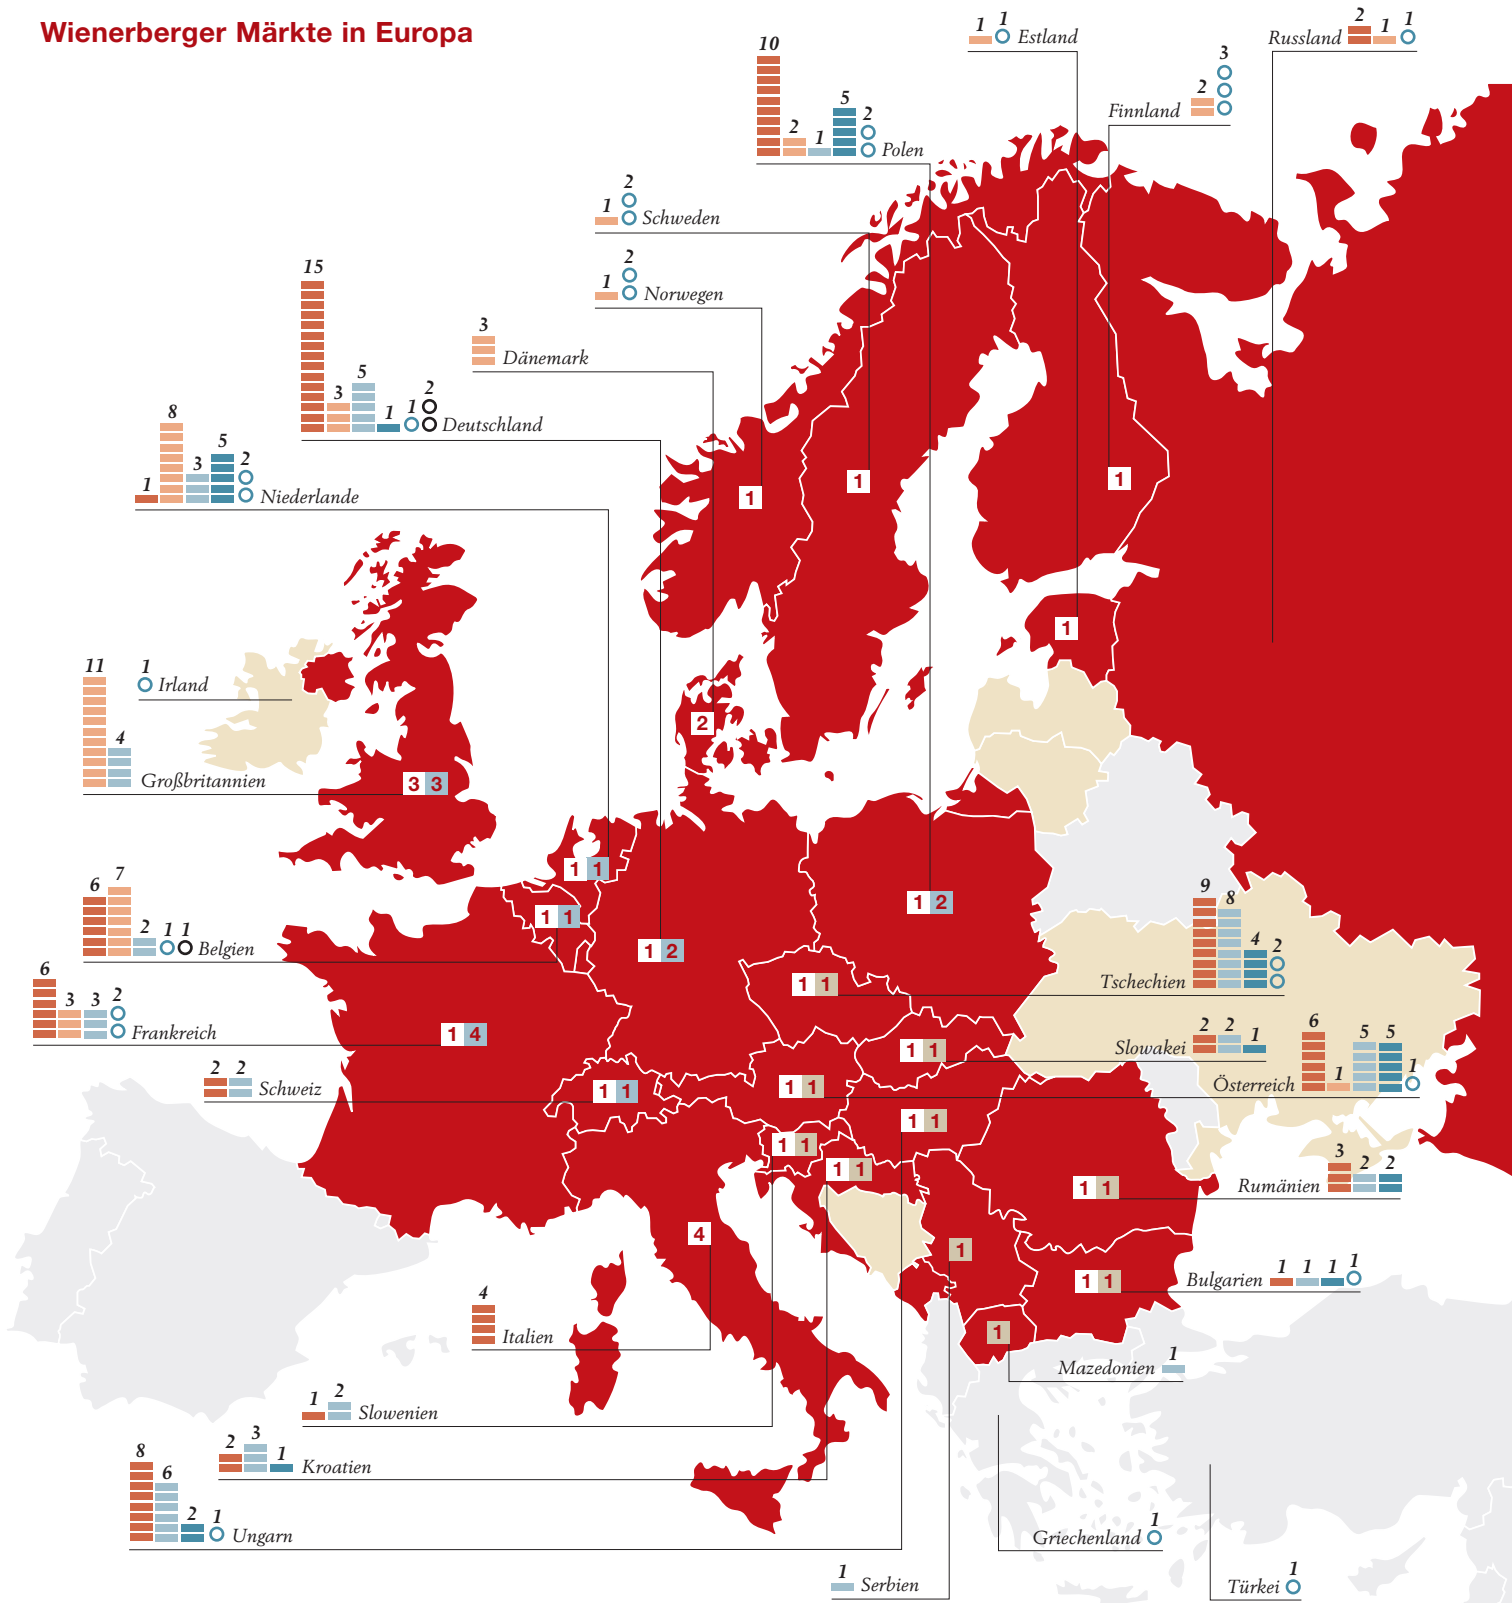 Wienerberger Märkte in Europa
1 1 Estland
2 1 1 Russland
2 3 Finnland
10 2 1 5 2 Polen
1 2 Schweden
1 2 Norwegen
3 Dänemark
15 3 5 1 1 2 Deutschland
1 8 3 5 2 Niederlande
1 Irland
11 4 Großbritannien
6 7 2 1 1 Belgien
6 3 3 2 Frankreich
2 2 Schweiz
9 8 4 2 Tschechien
2 2 1 Slowakei
6 1 5 5 1 Österreich
3 2 2 Rumänien
1 1 1 1 Bulgarien
1 Mazedonien
4 Italien
1 2 Slowenien
2 3 1 Kroatien
8 6 2 1 Ungarn
1 Serbien
1 Griechenland
1 Türkei
1
1
1
1
2
3 3
1 1
1 1
1 2
1 2
1 1
1 4
1 1
1 1
1 1
1 1
1 1
1 1
1 1
4
1
1 1
1